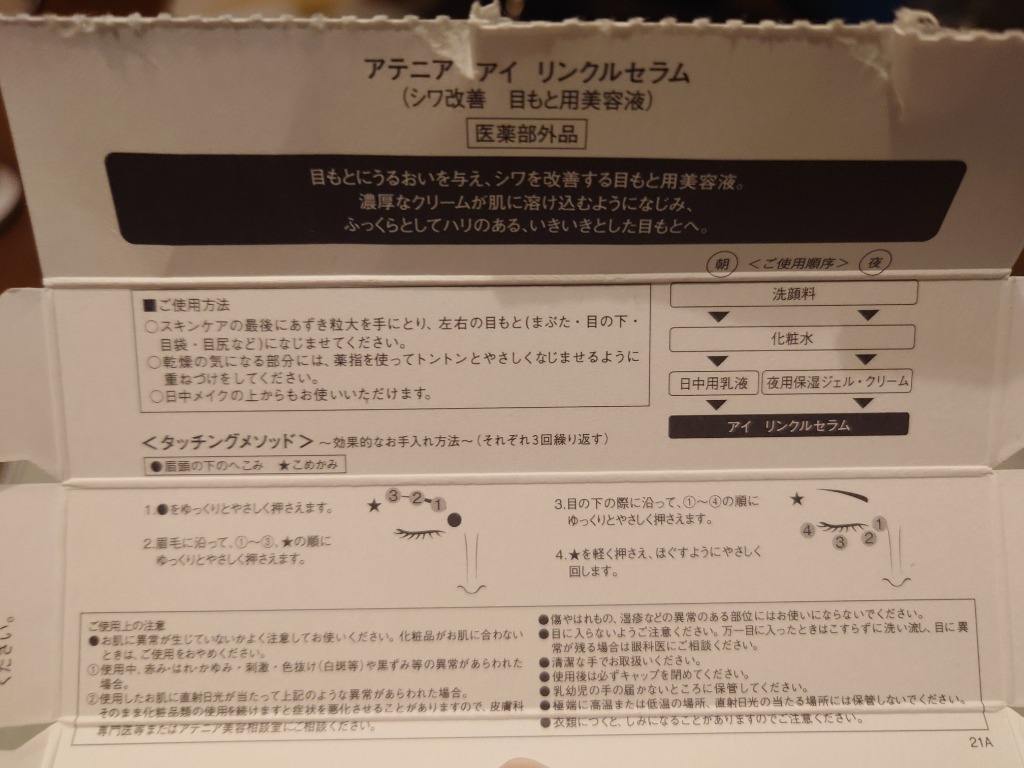 アテニア アイ リンクルセラム
(シワ改善 目もと用美容液)
医薬部外品
目もとにうるおいを与え、シワを改善する目もと用美容液。
濃厚なクリームが肌に溶け込むようになじみ、
ふっくらとしてハリのある、いきいきとした目もとへ。
朝 <ご使用順序> 夜
洗顔料
化粧水
日中用乳液 夜用保湿ジェル・クリーム
アイ リンクルセラム
■ご使用方法
○スキンケアの最後にあずき粒大を手にとり、左右の目もと(まぶた・目の下・
目袋・目尻など)になじませてください。
○乾燥の気になる部分には、薬指を使ってトントンとやさしくなじませるように
重ねづけをしてください。
○日中メイクの上からもお使いいただけます。
<タッチングメソッド> ～効果的なお手入れ方法～(それぞれ3回繰り返す)
●眉頭の下のへこみ ★こめかみ
1.●をゆっくりとやさしく押さえます。
2.眉毛に沿って、①～③、★の順に
ゆっくりとやさしく押さえます。
★ 3 2 1
3.目の下の際に沿って、①～④の順に
ゆっくりとやさしく押さえます。
4.★を軽く押さえ、ほぐすようにやさしく
回します。
★ 4 3 2 1
ご使用上の注意
●お肌に異常が生じていないかよく注意してお使いください。化粧品がお肌に合わない
ときは、ご使用をおやめください。
①使用中、赤み・はれ・かゆみ・刺激・色抜け(白斑等)や黒ずみ等の異常があらわれた
場合。
②使用したお肌に直射日光が当たって上記のような異常があらわれた場合。
そのまま化粧品類の使用を続けますと症状を悪化させることがありますので、皮膚科
専門医等またはアテニア美容相談室にご相談ください。
●傷やはれもの、湿疹などの異常のある部位にはお使いにならないでください。
●目に入らないようご注意ください。万一目に入ったときはこすらずに洗い流し、目に異
常が残る場合は眼科医にご相談ください。
●清潔な手でお取扱いください。
●使用後は必ずキャップを閉めてください。
●乳幼児の手の届かないところに保管してください。
●極端に高温または低温の場所、直射日光の当たる場所には保管しないでください。
●衣類につくと、しみになることがありますのでご注意ください。
21A
ください。